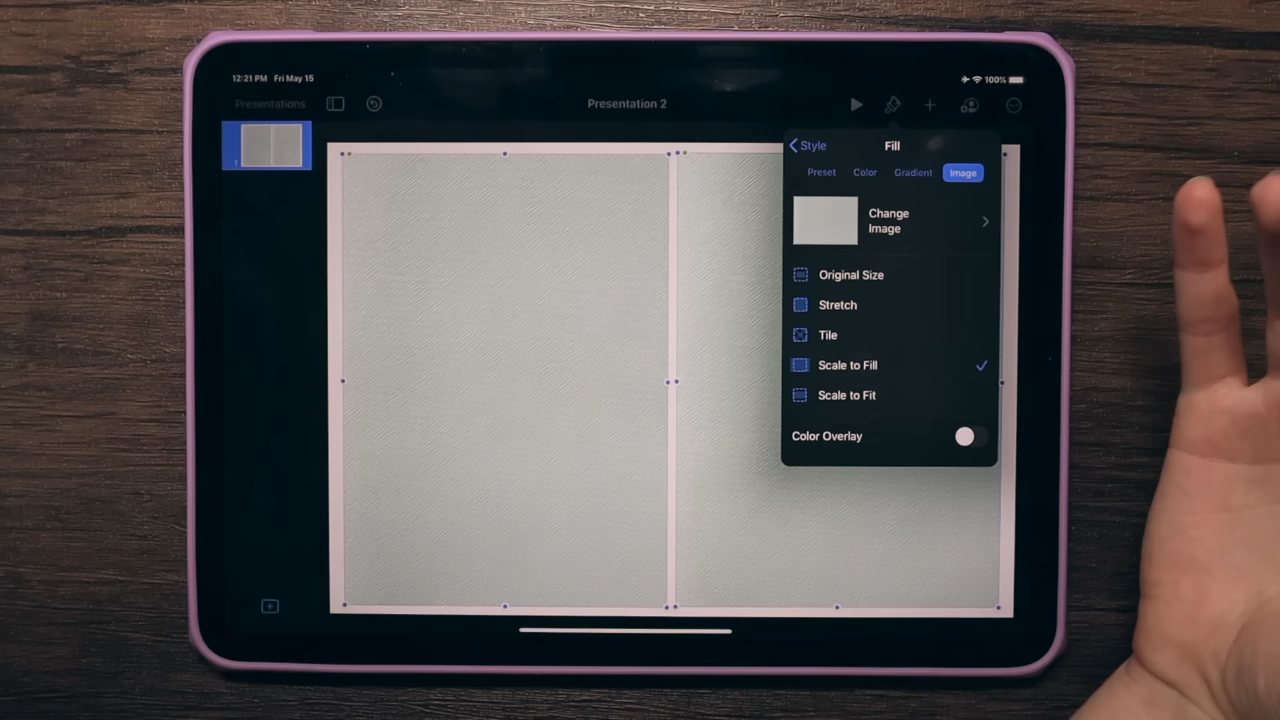 12:21 PM Fri May 15
100%
Presentations
Presentation 2
1
Style
Fill
Preset
Color
Gradient
Image
Change
Image
Original Size
Stretch
Tile
Scale to Fill
Scale to Fit
Color Overlay